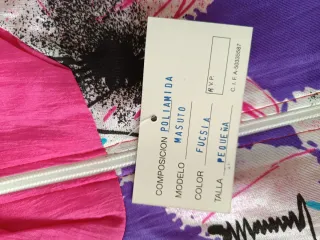 COMPOSICION POLIAMIDA
MODELO MASUTO
COLOR FUCSIA
TALLA PEQUEÑA
M.V.P.